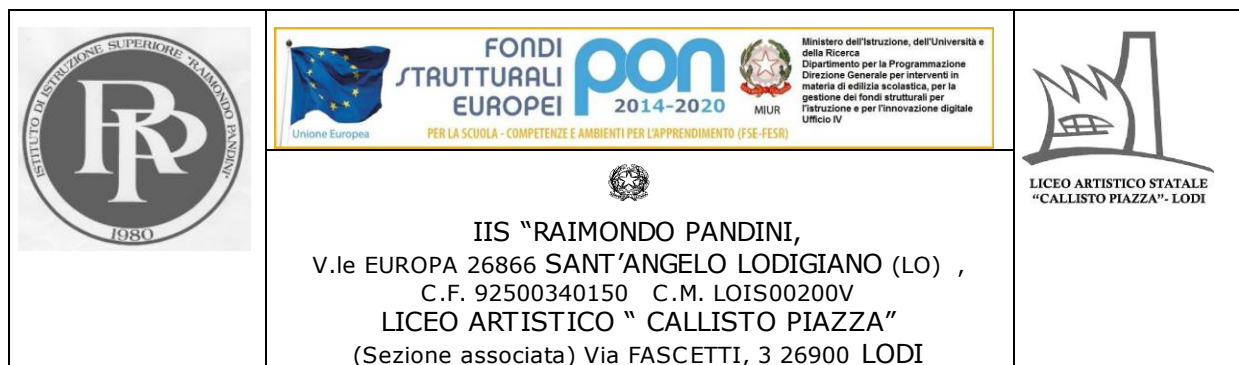 ISTITUTO DI ISTRUZIONE SUPERIORE "RAIMONDO PANDINI"
RP
1980
FONDI
STRUTTURALI
EUROPEI
pon
2014-2020
Unione Europea
MIUR
Ministero dell'Istruzione, dell'Università e
della Ricerca
Dipartimento per la Programmazione
Direzione Generale per interventi in
materia di edilizia scolastica, per la
gestione dei fondi strutturali per
l'istruzione e per l'innovazione digitale
Ufficio IV
PER LA SCUOLA - COMPETENZE E AMBIENTI PER L'APPRENDIMENTO (FSE-FESR)
IIS “RAIMONDO PANDINI,
V.le EUROPA 26866 SANT’ANGELO LODIGIANO (LO) ,
C.F. 92500340150 C.M. LOIS00200V
LICEO ARTISTICO “ CALLISTO PIAZZA”
(Sezione associata) Via FASCETTI, 3 26900 LODI
LICEO ARTISTICO STATALE
“CALLISTO PIAZZA”- LODI